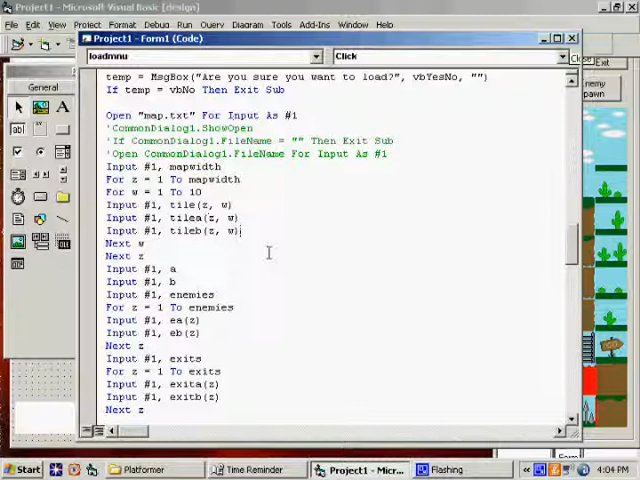 Project1 - Microsoft Visual Basic [design]
File Edit View Project Format Debug Run Query Diagram Tools Add-Ins Window
Project1 - Form1 (Code)
loadmnu Click
General
temp = MsgBox("Are you sure you want to load?", vbYesNo, "")
If temp = vbNo Then Exit Sub
Open "map.txt" For Input As #1
'CommonDialog1.ShowOpen
'If CommonDialog1.FileName = "" Then Exit Sub
'Open CommonDialog1.FileName For Input As #1
Input #1, mapwidth
For z = 1 To mapwidth
For w = 1 To 10
Input #1, tile(z, w)
Input #1, tilea(z, w)
Input #1, tileb(z, w)
Next w
Next z
Input #1, a
Input #1, b
Input #1, enemies
For z = 1 To enemies
Input #1, ea(z)
Input #1, eb(z)
Next z
Input #1, exits
For z = 1 To exits
Input #1, exita(z)
Input #1, exitb(z)
Next z
Close
Exit
pawn
Start Platformer Time Reminder Project1 - Mic... Flashing 4:04 PM